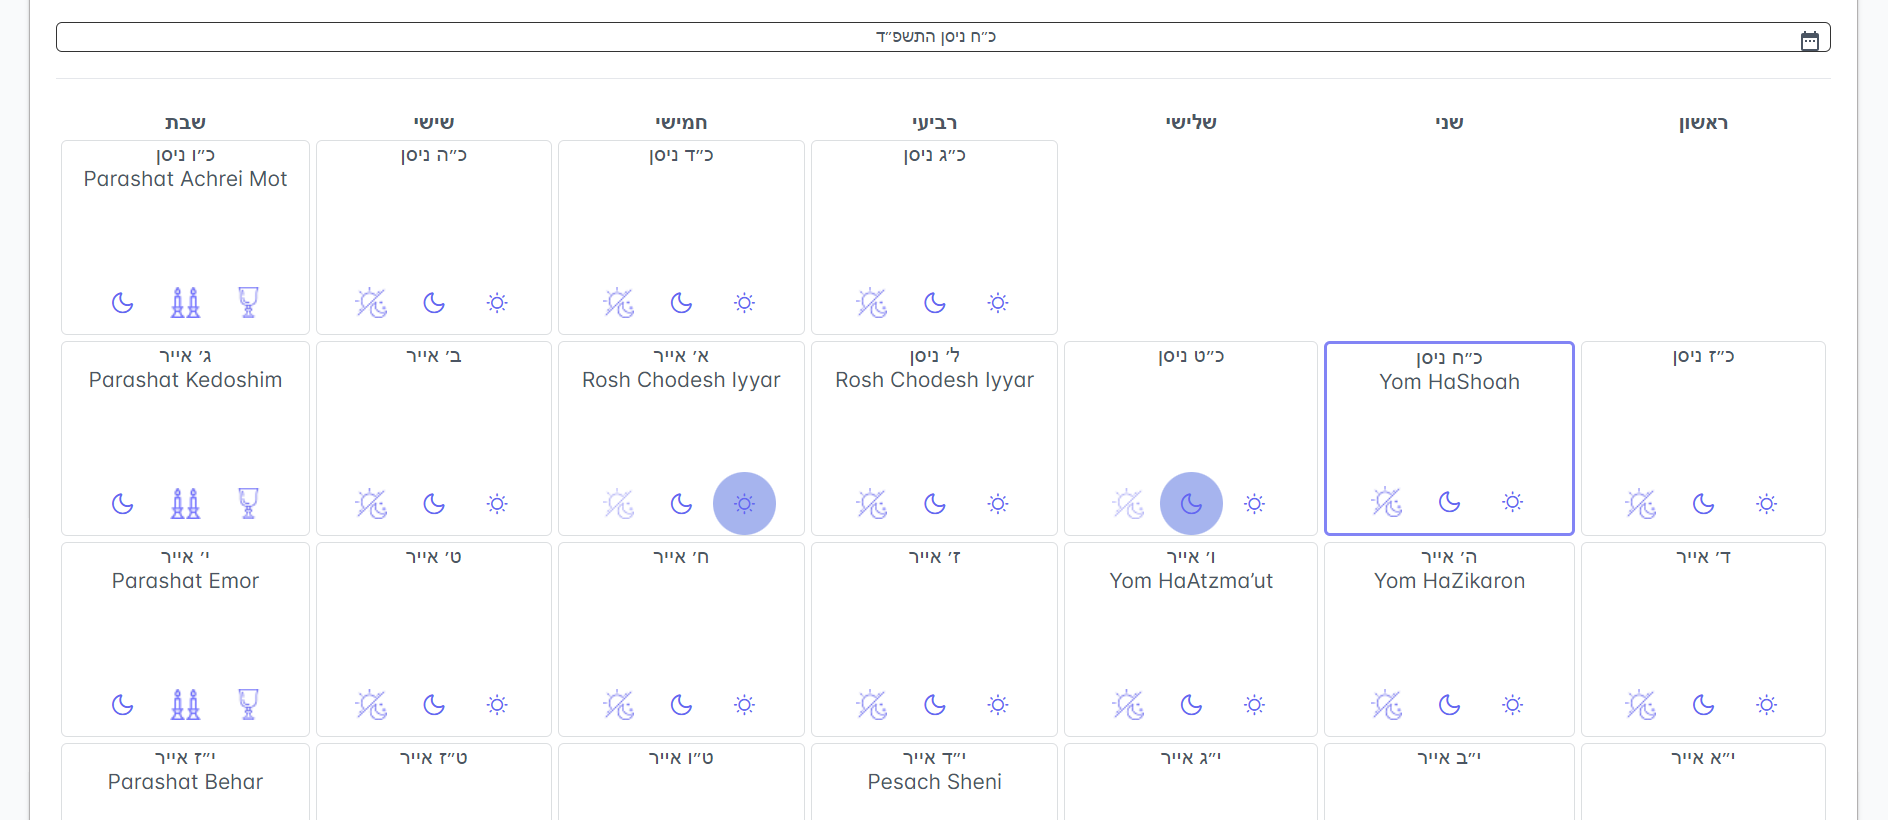 כ״ח ניסן התשפ״ד
ראשון
שני
שלישי
רביעי
חמישי
שישי
שבת
כ״ג ניסן
כ״ד ניסן
כ״ה ניסן
כ״ו ניסן
Parashat Achrei Mot
כ״ז ניסן
כ״ח ניסן
Yom HaShoah
כ״ט ניסן
ל׳ ניסן
Rosh Chodesh Iyyar
א׳ אייר
Rosh Chodesh Iyyar
ב׳ אייר
ג׳ אייר
Parashat Kedoshim
ד׳ אייר
ה׳ אייר
Yom HaZikaron
ו׳ אייר
Yom HaAtzma’ut
ז׳ אייר
ח׳ אייר
ט׳ אייר
י׳ אייר
Parashat Emor
י״א אייר
י״ב אייר
י״ג אייר
י״ד אייר
Pesach Sheni
ט״ו אייר
ט״ז אייר
י״ז אייר
Parashat Behar